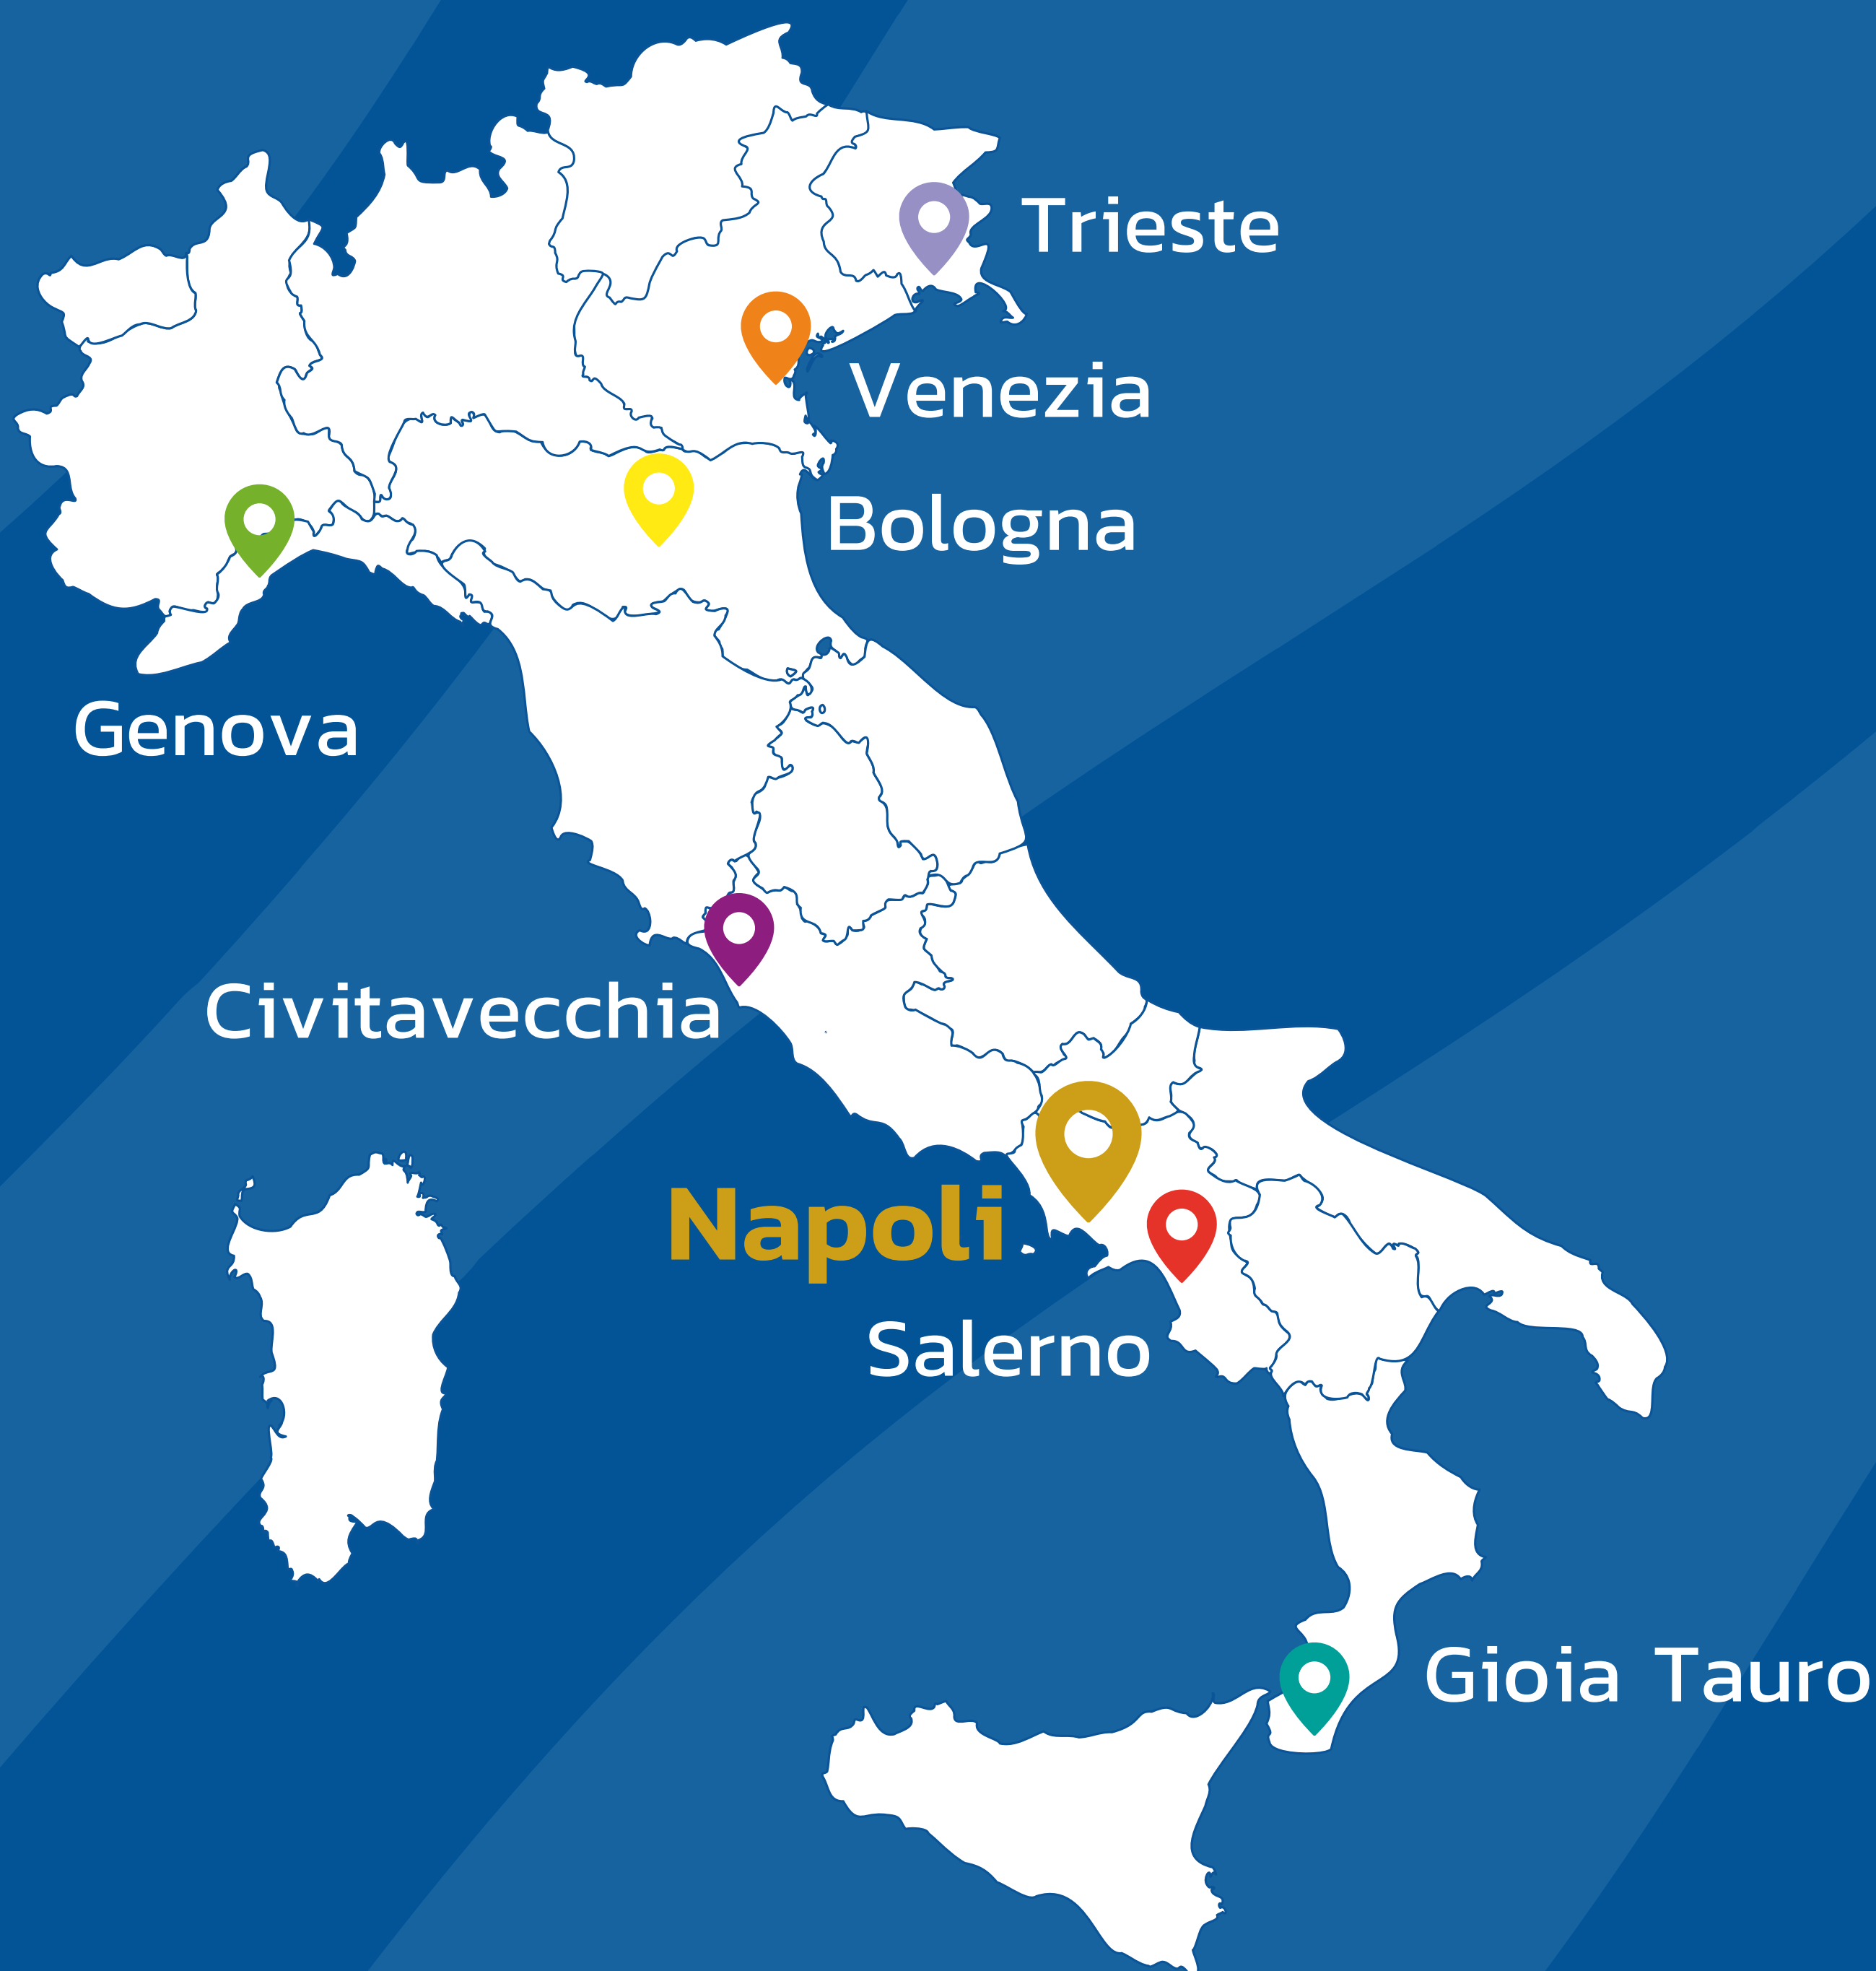 Trieste
Venezia
Bologna
Genova
Civitavecchia
Napoli
Salerno
Gioia Tauro